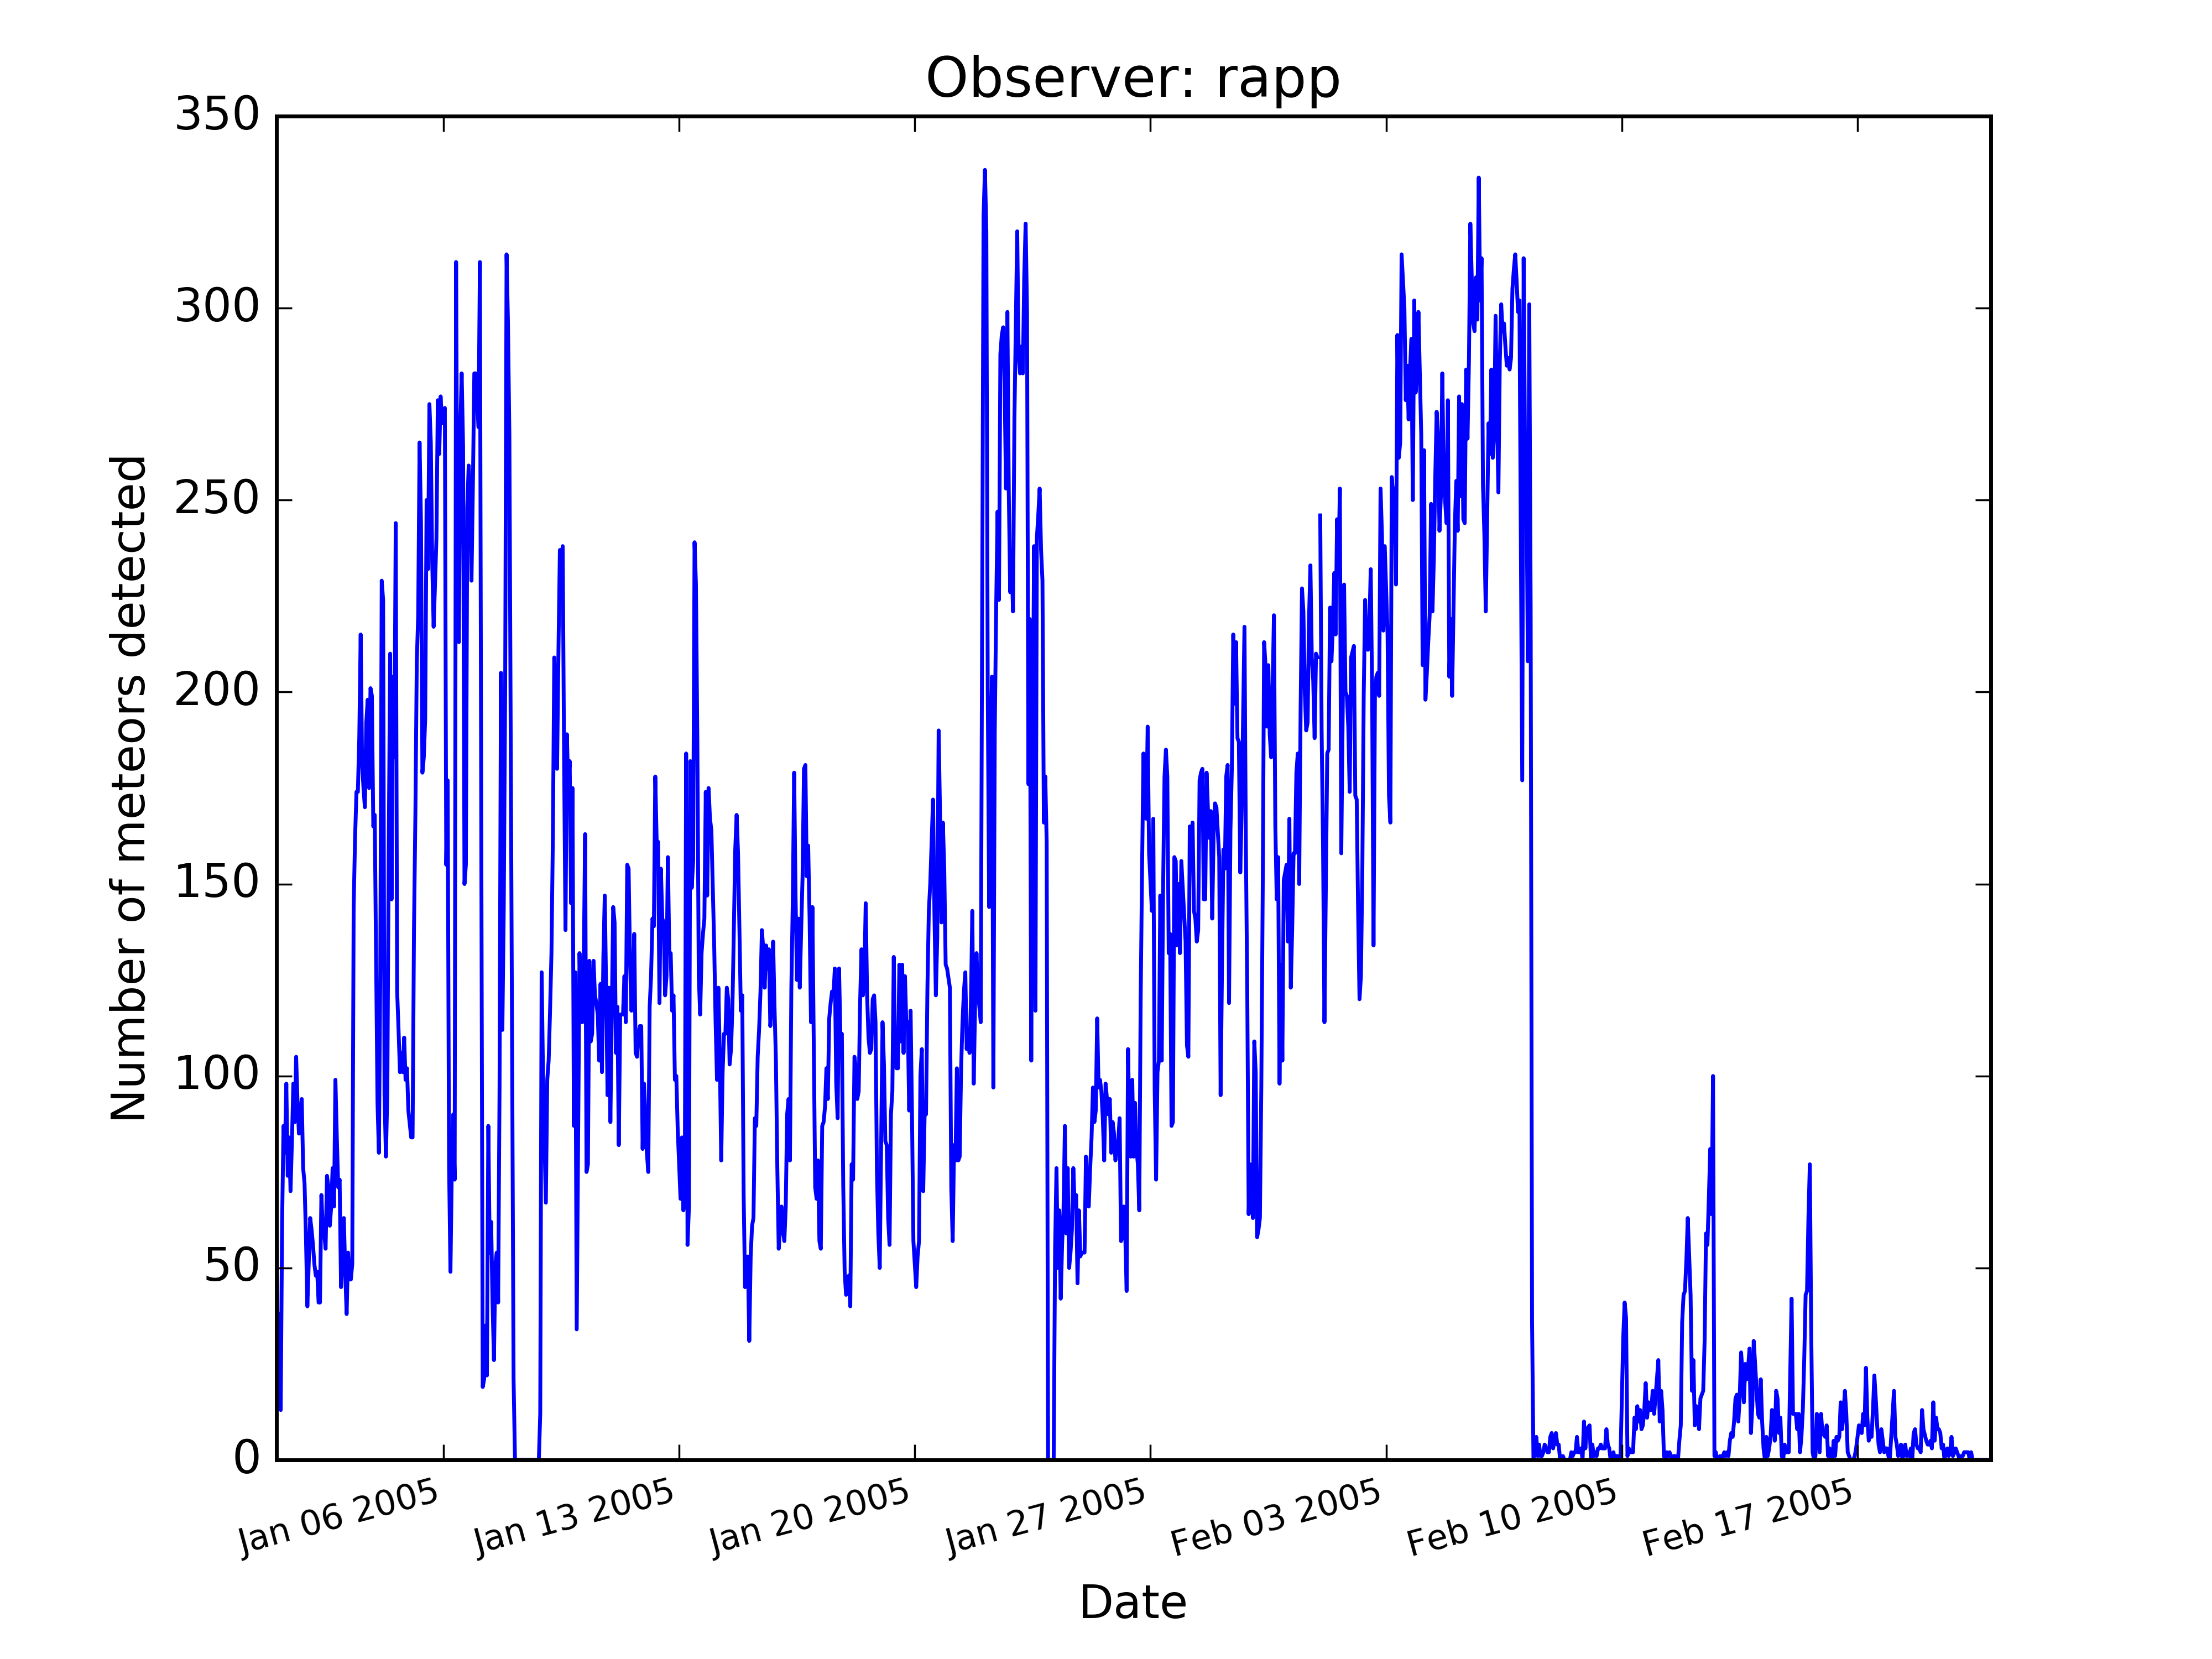 Observer: rapp
350
300
250
200
150
100
50
0
Number of meteors detected
Jan 06 2005
Jan 13 2005
Jan 20 2005
Jan 27 2005
Feb 03 2005
Feb 10 2005
Feb 17 2005
Date